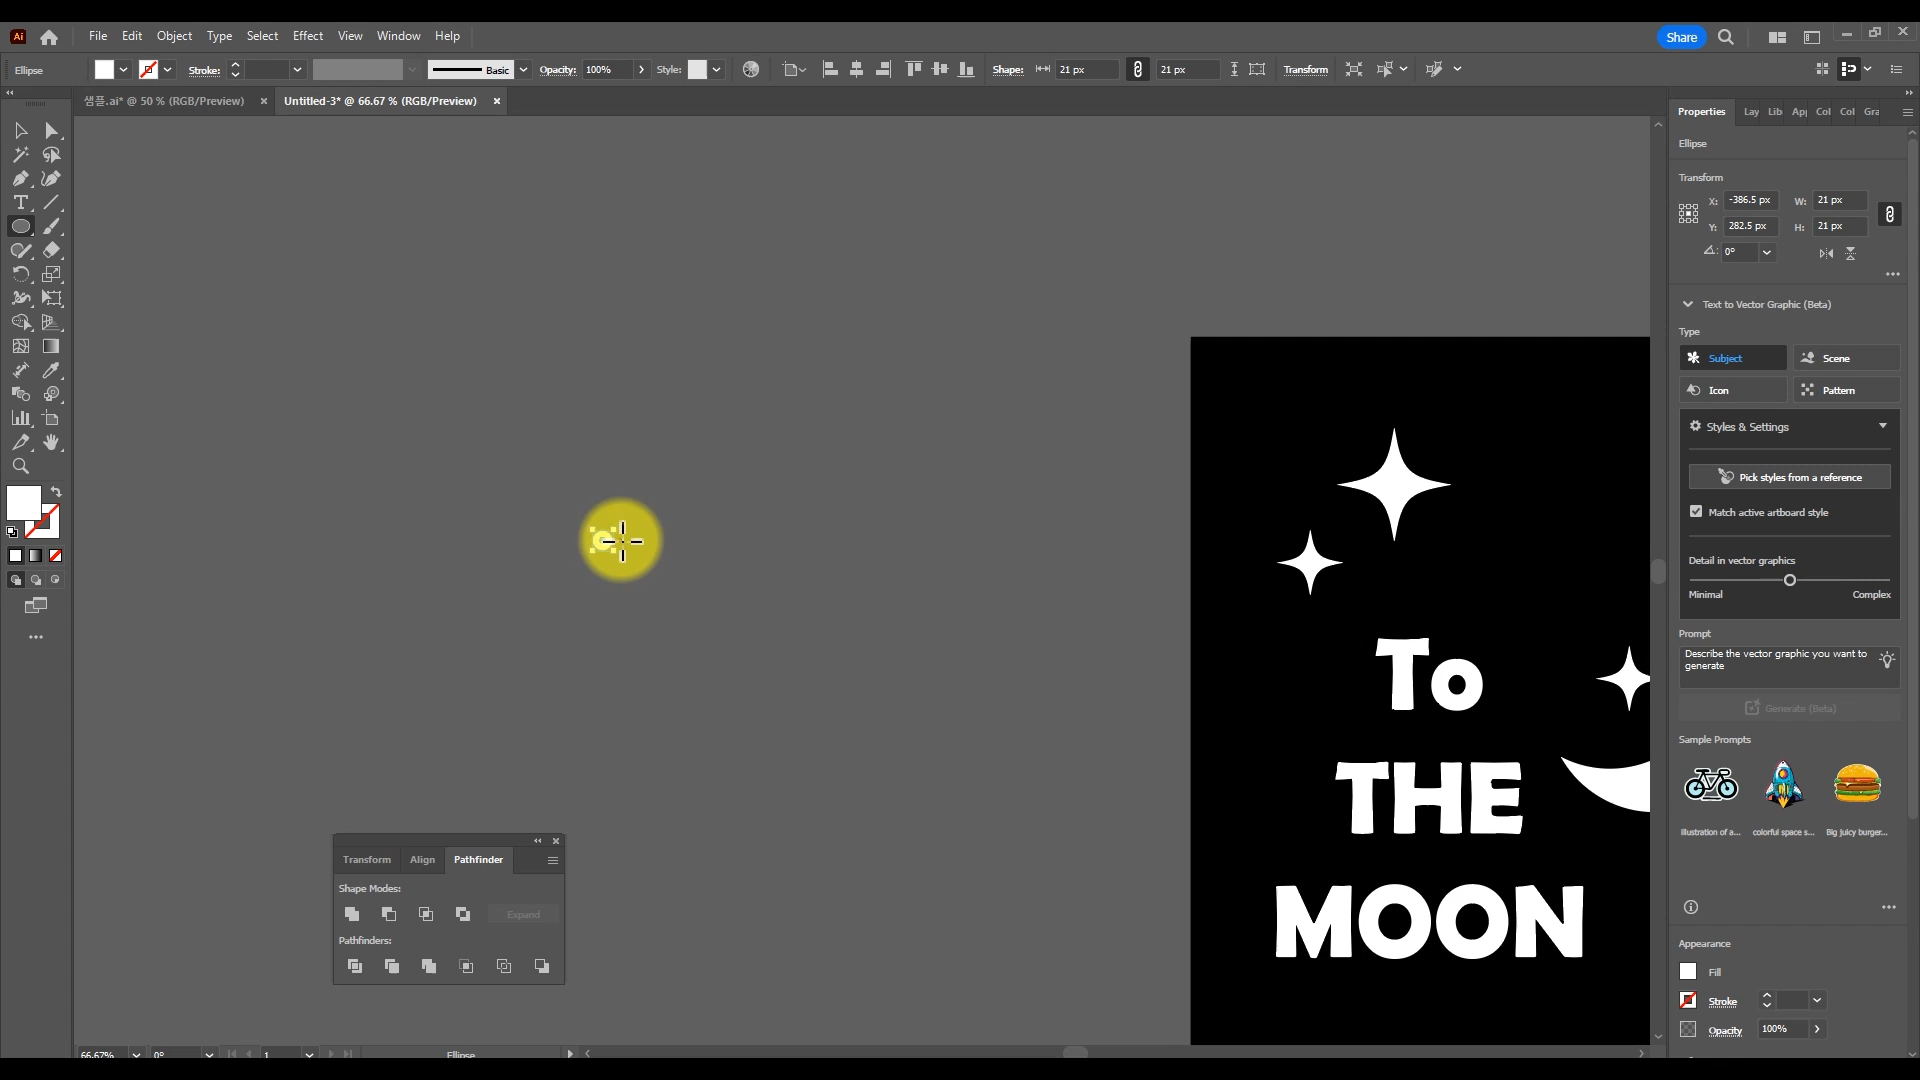 Ai File Edit Object Type Select Effect View Window Help Share
Ellipse Stroke: Basic Opacity: 100% Style: Shape: 21 px 21 px Transform
샘플.ai* @ 50 % (RGB/Preview) Untitled-3* @ 66.67 % (RGB/Preview)
Properties Lay Lib App Col Col Gra
Ellipse
Transform
X: -386.5 px W: 21 px
Y: 282.5 px H: 21 px
0°
Text to Vector Graphic (Beta)
Type
Subject Scene
Icon Pattern
Styles & Settings
Pick styles from a reference
Match active artboard style
Detail in vector graphics
Minimal Complex
Prompt
Describe the vector graphic you want to
generate
Generate (Beta)
Sample Prompts
Illustration of a... colorful space s... Big juicy burger...
Appearance
Fill
Stroke
Opacity 100%
To
THE
MOON
Transform Align Pathfinder
Shape Modes:
Expand
Pathfinders:
66.67% 0° 1 Ellipse